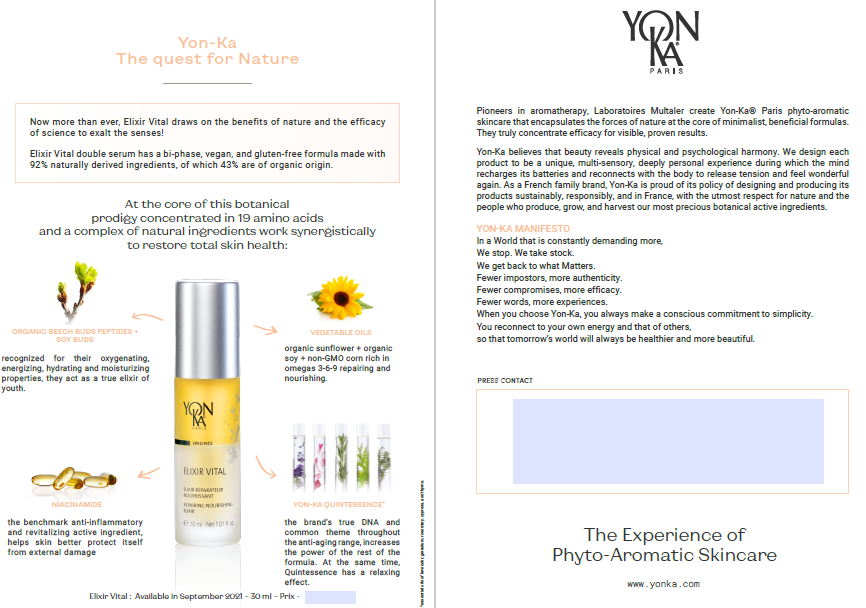 Yon-Ka
The quest for Nature
Now more than ever, Elixir Vital draws on the benefits of nature and the efficacy
of science to exalt the senses!
Elixir Vital double serum has a bi-phase, vegan, and gluten-free formula made with
92% naturally derived ingredients, of which 43% are of organic origin.
At the core of this botanical
prodigy concentrated in 19 amino acids
and a complex of natural ingredients work synergistically
to restore total skin health:
ORGANIC BEECH BUDS PEPTIDES +
SOY BUDS
recognized for their oxygenating,
energizing, hydrating and moisturizing
properties, they act as a true elixir of
youth.
VEGETABLE OILS
organic sunflower + organic
soy + non-GMO corn rich in
omegas 3-6-9 repairing and
nourishing.
YON
KA
PARIS
SPECIFICS
ELIXIR VITAL
ELIXIR RÉPARATEUR
NOURRISSANT
REPAIRING NOURISHING
ELIXIR
30 ml - Net 1.01 fl.oz
NIACINAMIDE
the benchmark anti-inflammatory
and revitalizing active ingredient,
helps skin better protect itself
from external damage
YON-KA QUINTESSENCE*
the brand's true DNA and
common theme throughout
the anti-aging range, increases
the power of the rest of the
formula. At the same time,
Quintessence has a relaxing
effect.
Elixir Vital : Available in September 2021 – 30 ml – Prix -
YON
KA®
PARIS
Pioneers in aromatherapy, Laboratoires Multaler create Yon-Ka® Paris phyto-aromatic
skincare that encapsulates the forces of nature at the core of minimalist, beneficial formulas.
They truly concentrate efficacy for visible, proven results.
Yon-Ka believes that beauty reveals physical and psychological harmony. We design each
product to be a unique, multi-sensory, deeply personal experience during which the mind
recharges its batteries and reconnects with the body to release tension and feel wonderful
again. As a French family brand, Yon-Ka is proud of its policy of designing and producing its
products sustainably, responsibly, and in France, with the utmost respect for nature and the
people who produce, grow, and harvest our most precious botanical active ingredients.
YON-KA MANIFESTO
In a World that is constantly demanding more,
We stop. We take stock.
We get back to what Matters.
Fewer impostors, more authenticity.
Fewer compromises, more efficacy.
Fewer words, more experiences.
When you choose Yon-Ka, you always make a conscious commitment to simplicity.
You reconnect to your own energy and that of others,
so that tomorrow's world will always be healthier and more beautiful.
PRESS CONTACT
The Experience of
Phyto-Aromatic Skincare
www.yonka.com